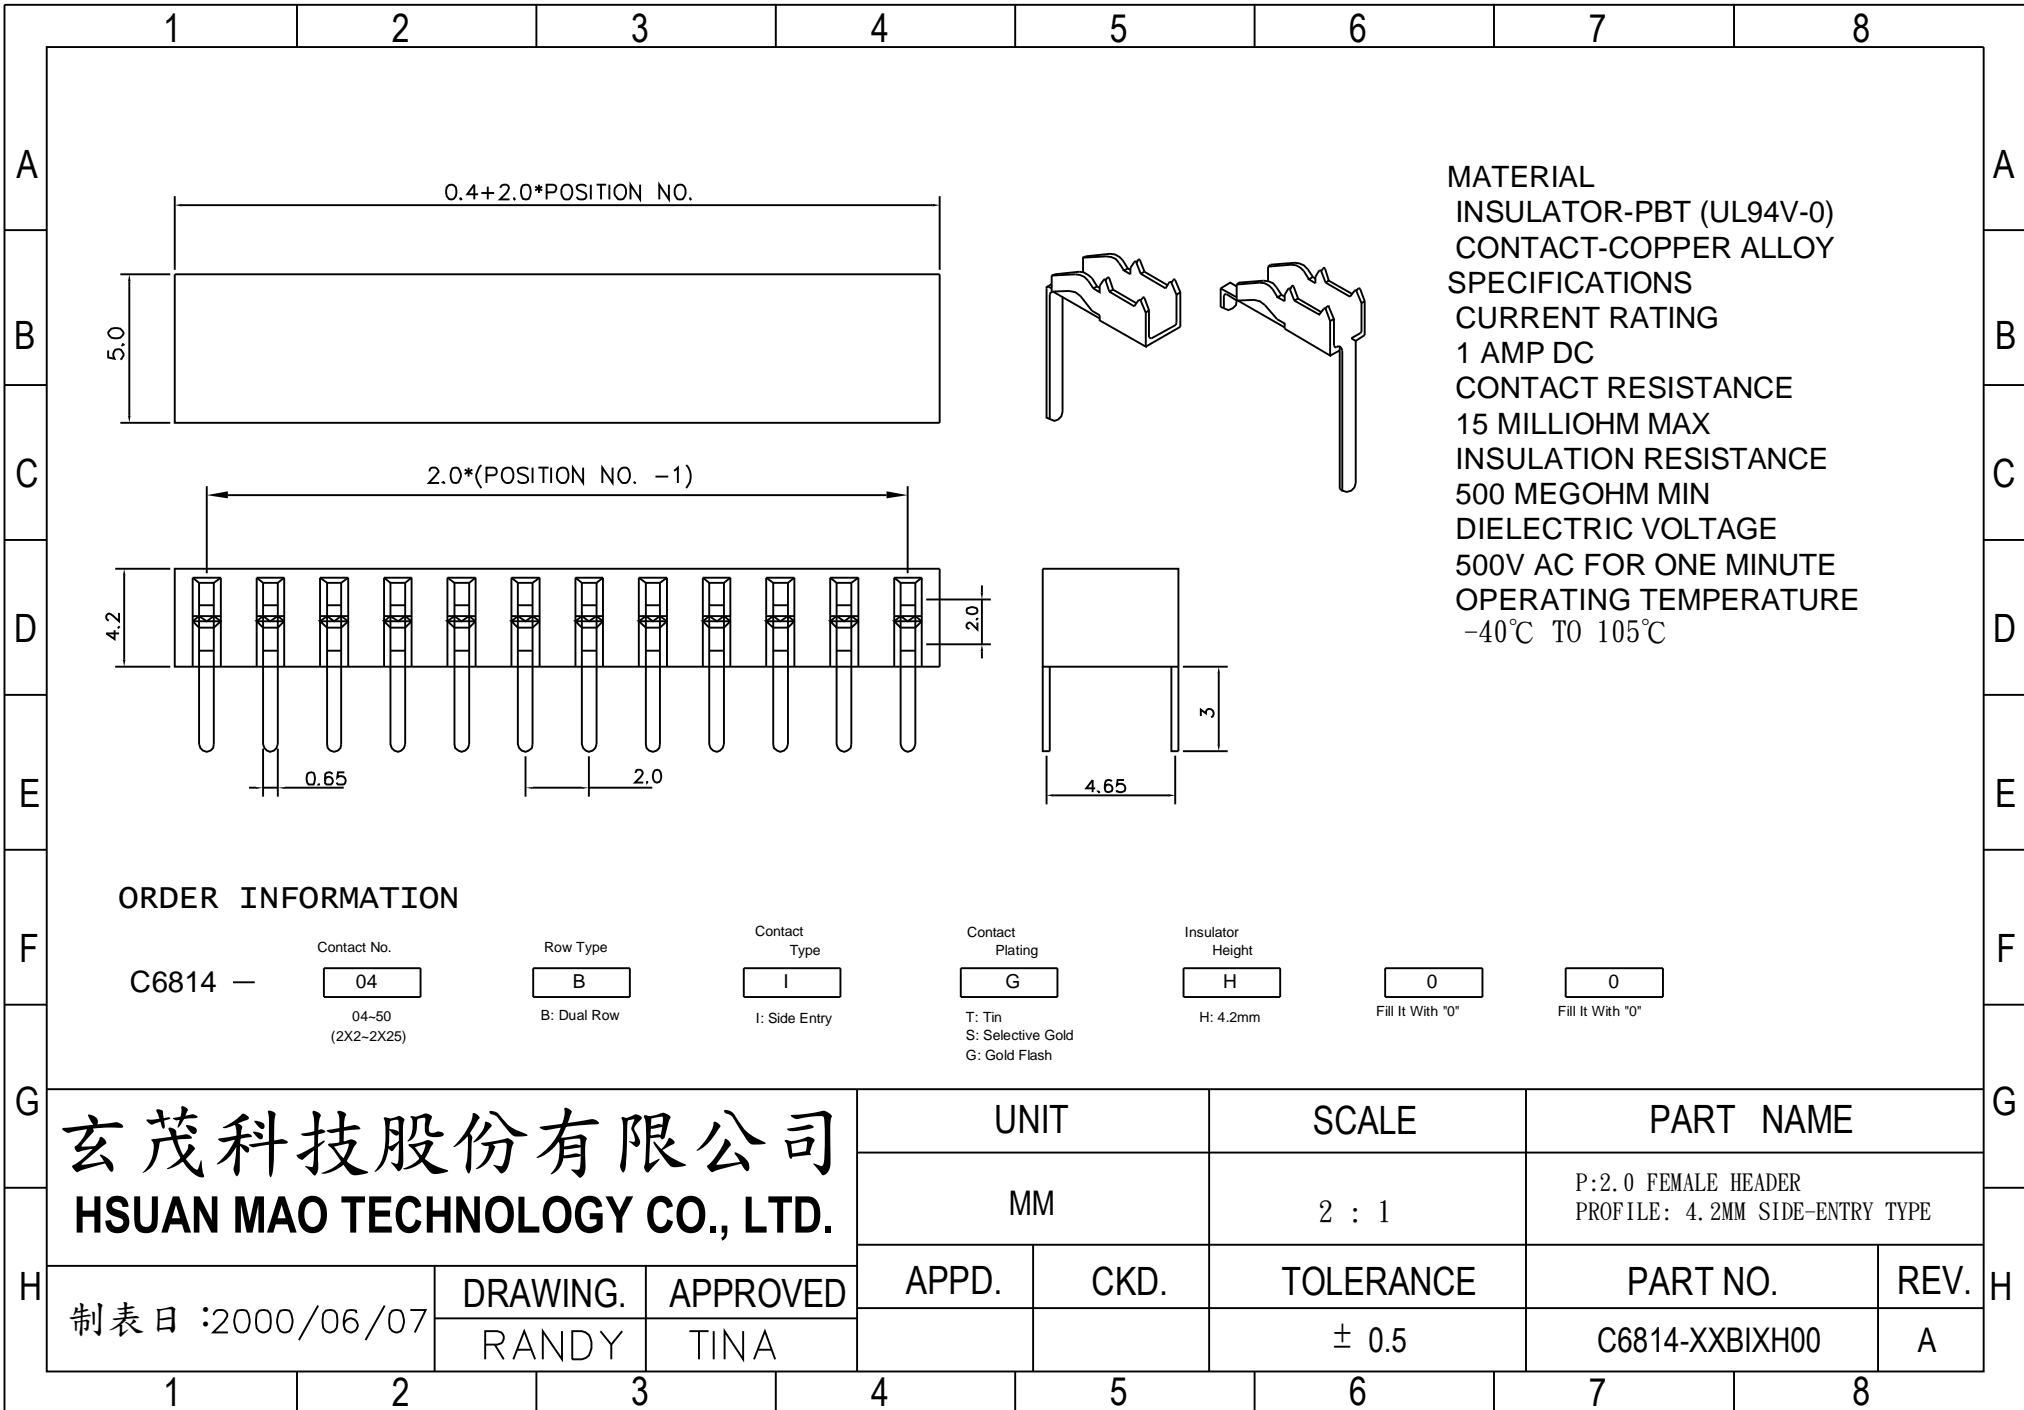 1 2 3 4 5 6 7 8
A A
B B
C C
D D
E E
F F
G G
H H
0.4+2.0*POSITION NO.
5.0
2.0*(POSITION NO. -1)
4.2
2.0
0.65
2.0
3
4.65
MATERIAL
INSULATOR-PBT (UL94V-0)
CONTACT-COPPER ALLOY
SPECIFICATIONS
CURRENT RATING
1 AMP DC
CONTACT RESISTANCE
15 MILLIOHM MAX
INSULATION RESISTANCE
500 MEGOHM MIN
DIELECTRIC VOLTAGE
500V AC FOR ONE MINUTE
OPERATING TEMPERATURE
-40℃ TO 105℃
ORDER INFORMATION
C6814 —
Contact No.
04
04~50
(2X2~2X25)
Row Type
B
B: Dual Row
Contact
Type
I
I: Side Entry
Contact
Plating
G
T: Tin
S: Selective Gold
G: Gold Flash
Insulator
Height
H
H: 4.2mm
0
Fill It With "0"
0
Fill It With "0"
玄茂科技股份有限公司
HSUAN MAO TECHNOLOGY CO., LTD.
制表日:2000/06/07
DRAWING. APPROVED
RANDY TINA
UNIT SCALE PART NAME
MM
2 : 1
P:2.0 FEMALE HEADER
PROFILE: 4.2MM SIDE-ENTRY TYPE
APPD. CKD. TOLERANCE PART NO. REV.
± 0.5 C6814-XXBIXH00 A
1 2 3 4 5 6 7 8